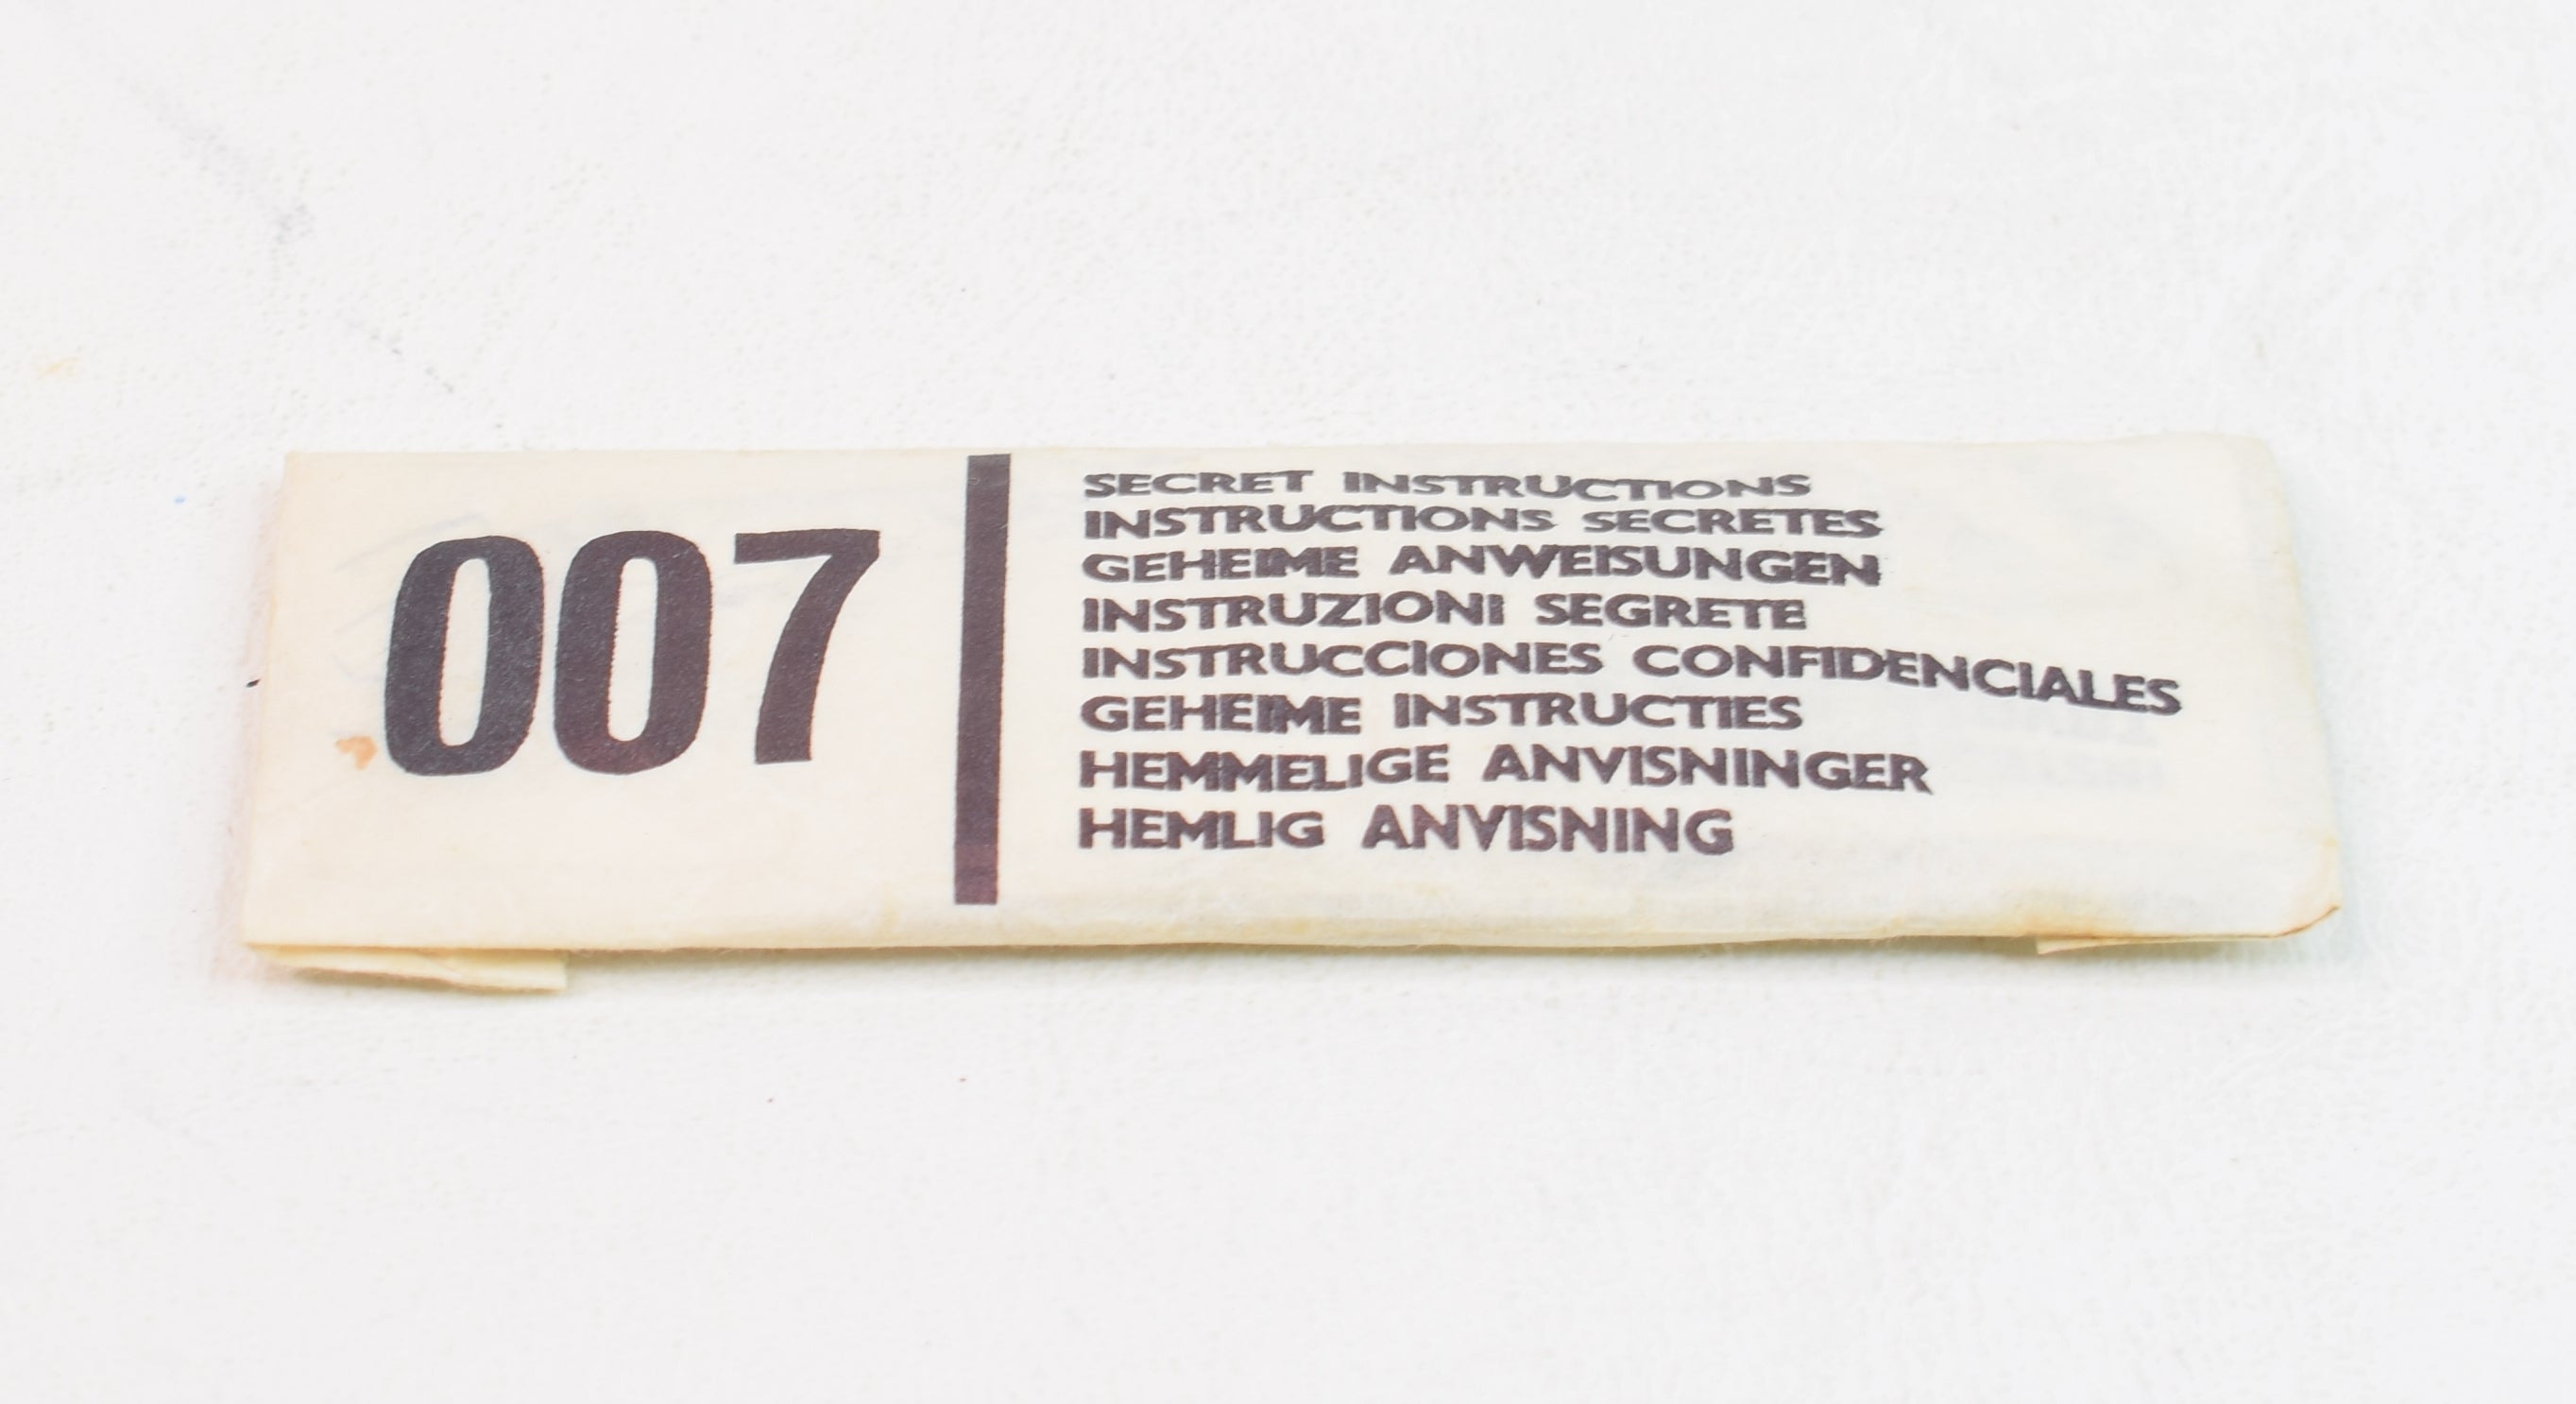 007
SECRET INSTRUCTIONS
INSTRUCTIONS SECRETES
GEHEIME ANWEISUNGEN
INSTRUZIONI SEGRETE
INSTRUCCIONES CONFIDENCIALES
GEHEIME INSTRUCTIES
HEMMELIGE ANVISNINGER
HEMLIG ANVISNING